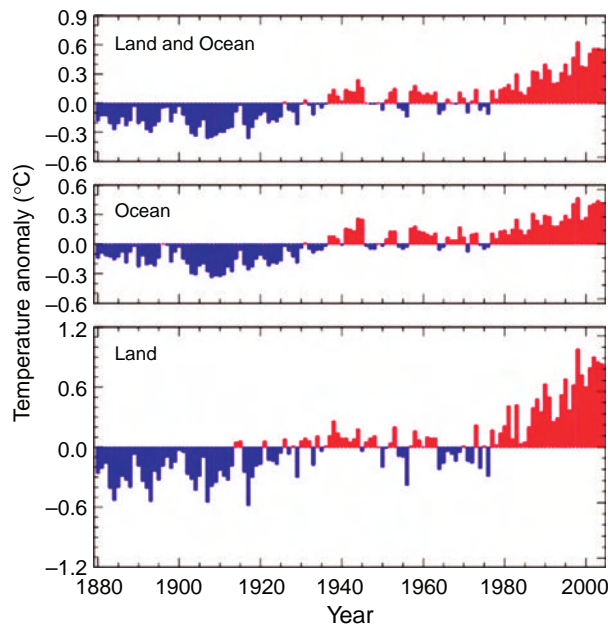 0.9
Land and Ocean
0.6
0.3
0.0
–0.3
–0.6
0.6
Ocean
0.3
0.0
–0.3
–0.6
1.2
Land
0.6
0.0
–0.6
–1.2
Temperature anomaly (°C)
1880 1900 1920 1940 1960 1980 2000
Year